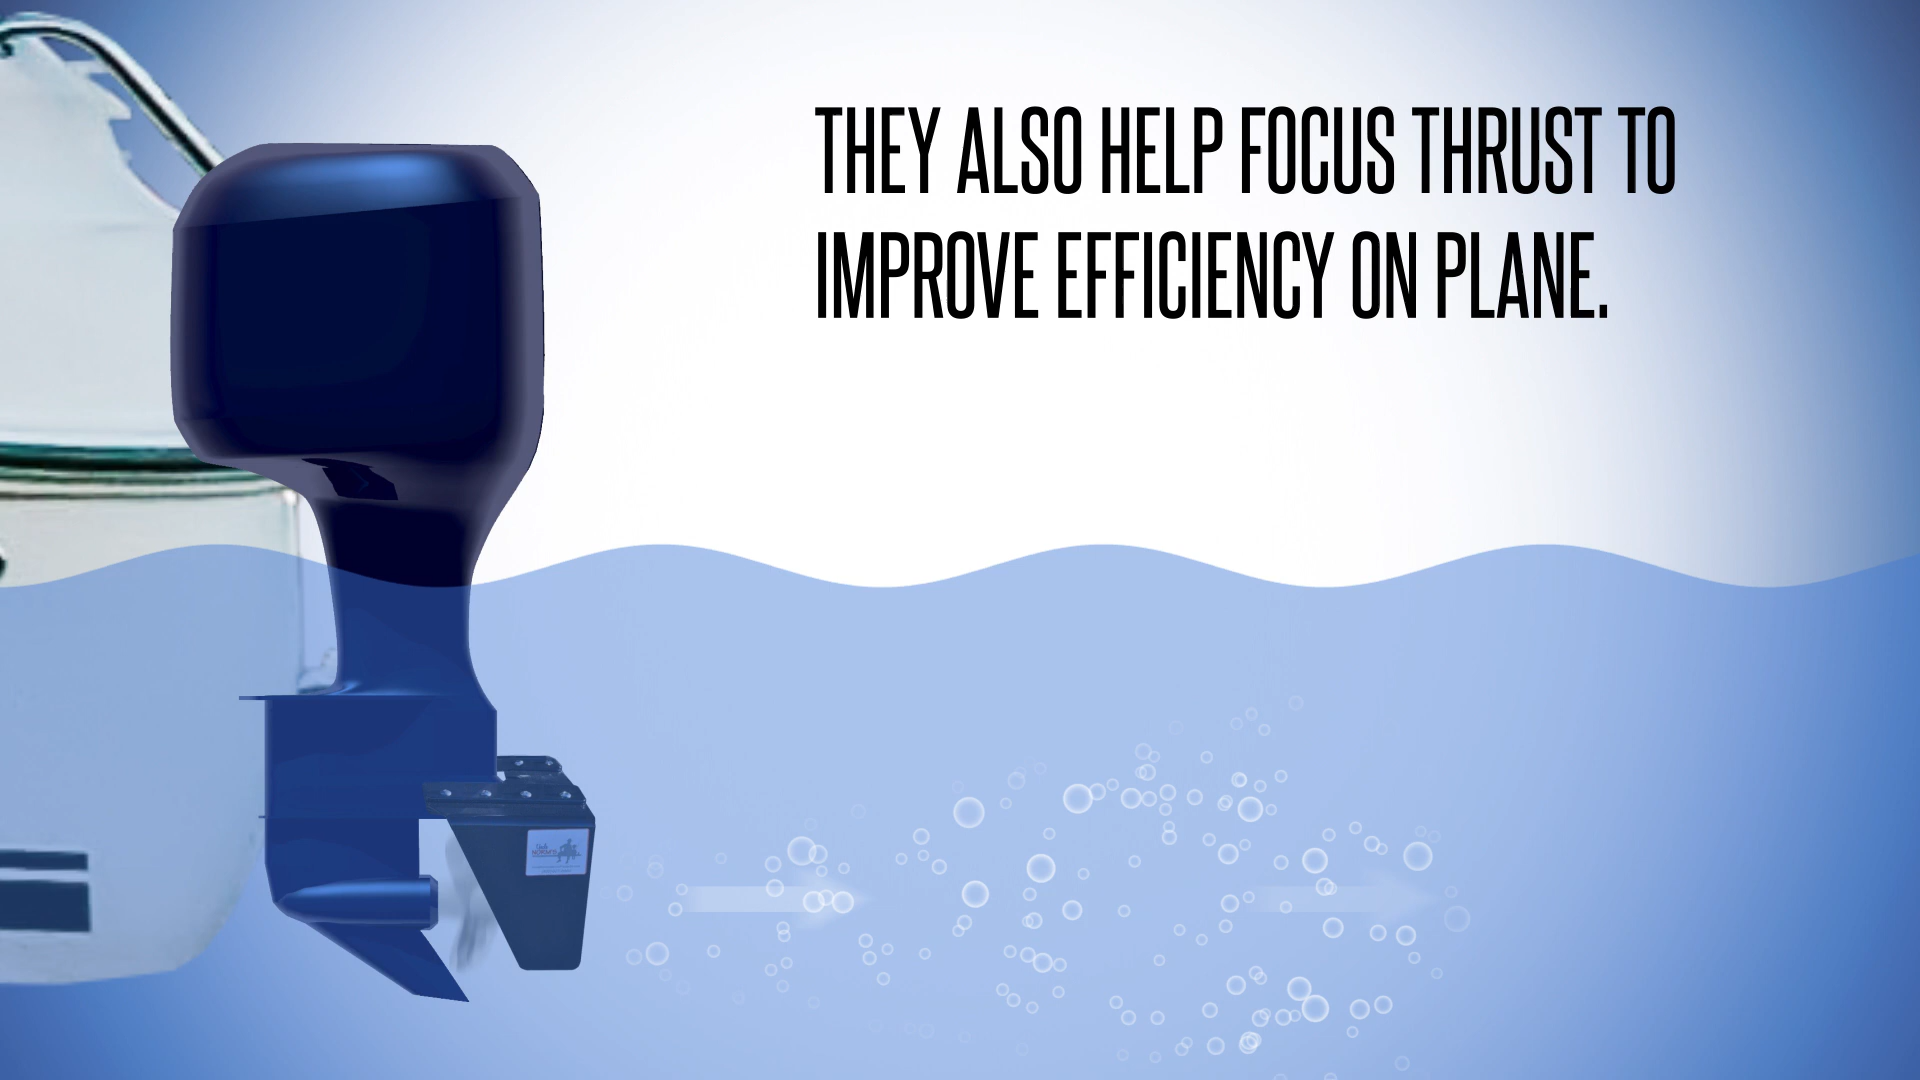 THEY ALSO HELP FOCUS THRUST TO
IMPROVE EFFICIENCY ON PLANE.